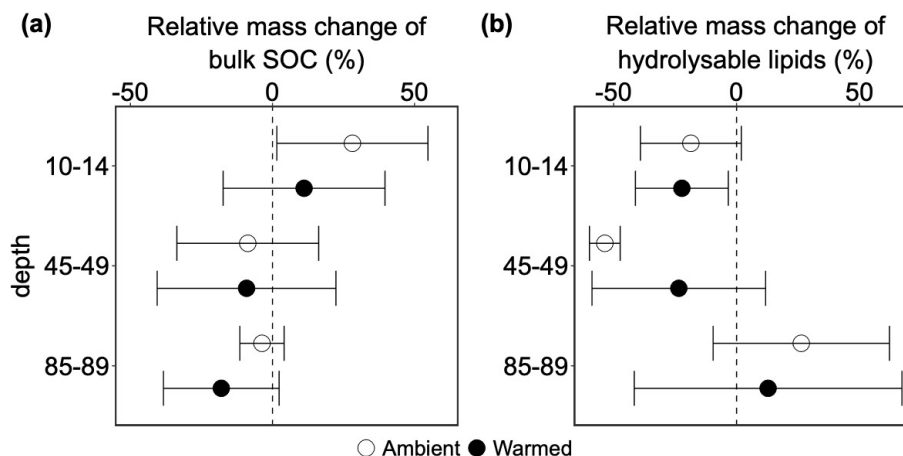 (a) Relative mass change of
bulk SOC (%)
-50 0 50
(b) Relative mass change of
hydrolysable lipids (%)
-50 0 50
depth
10-14
45-49
85-89
10-14
45-49
85-89
Ambient Warmed